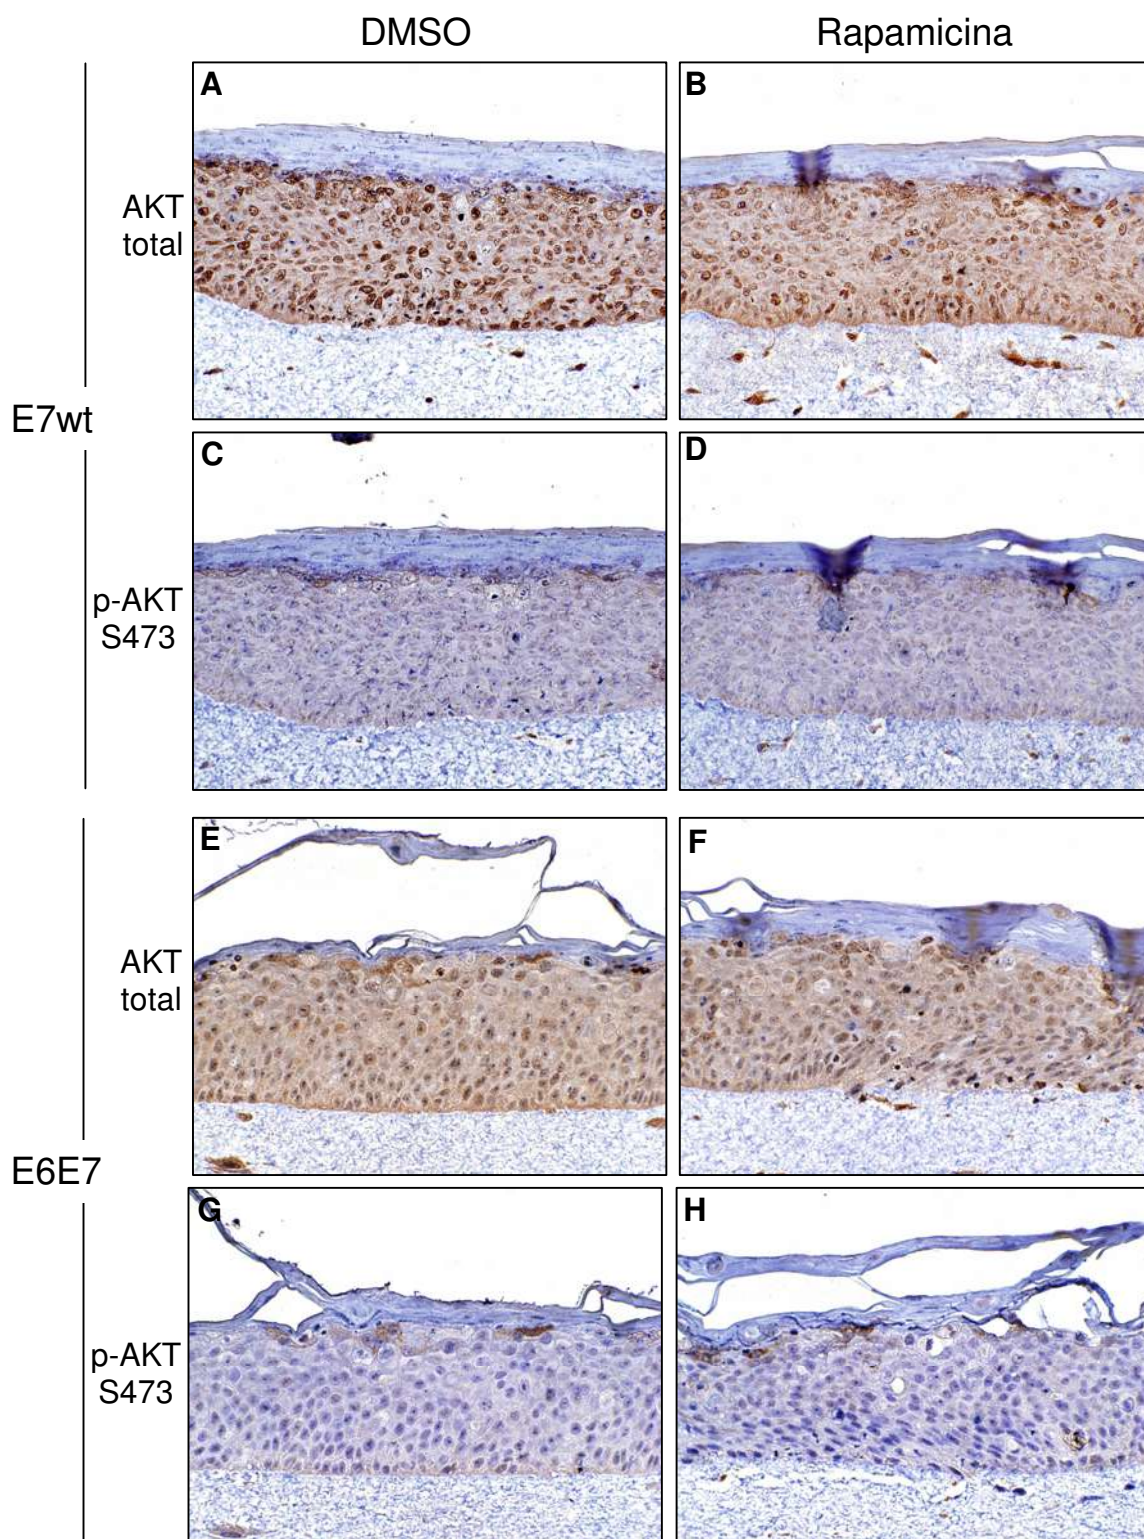 DMSO
Rapamicina
A
B
AKT
total
E7wt
C
D
p-AKT
S473
E
F
AKT
total
E6E7
G
H
p-AKT
S473